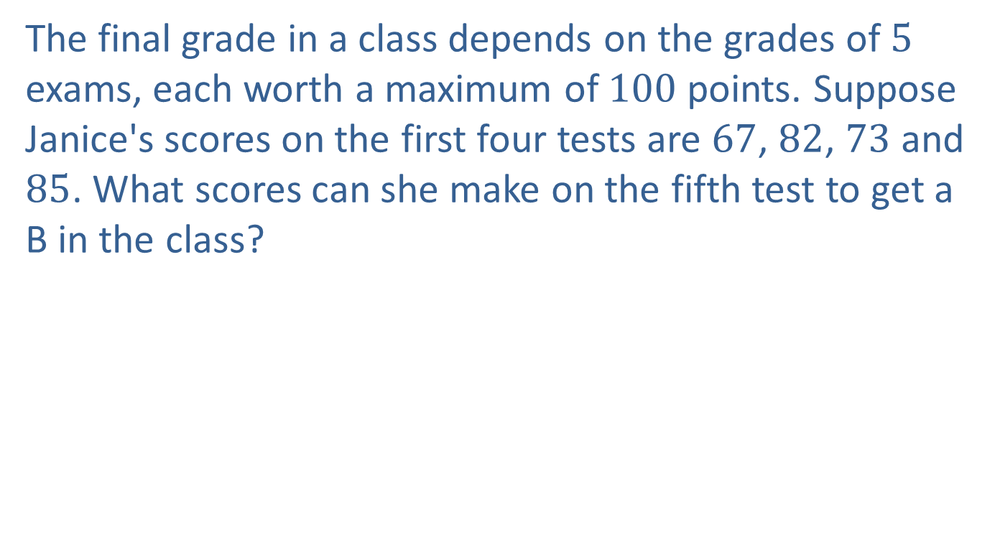 The final grade in a class depends on the grades of 5
exams, each worth a maximum of 100 points. Suppose
Janice's scores on the first four tests are 67, 82, 73 and
85. What scores can she make on the fifth test to get a
B in the class?